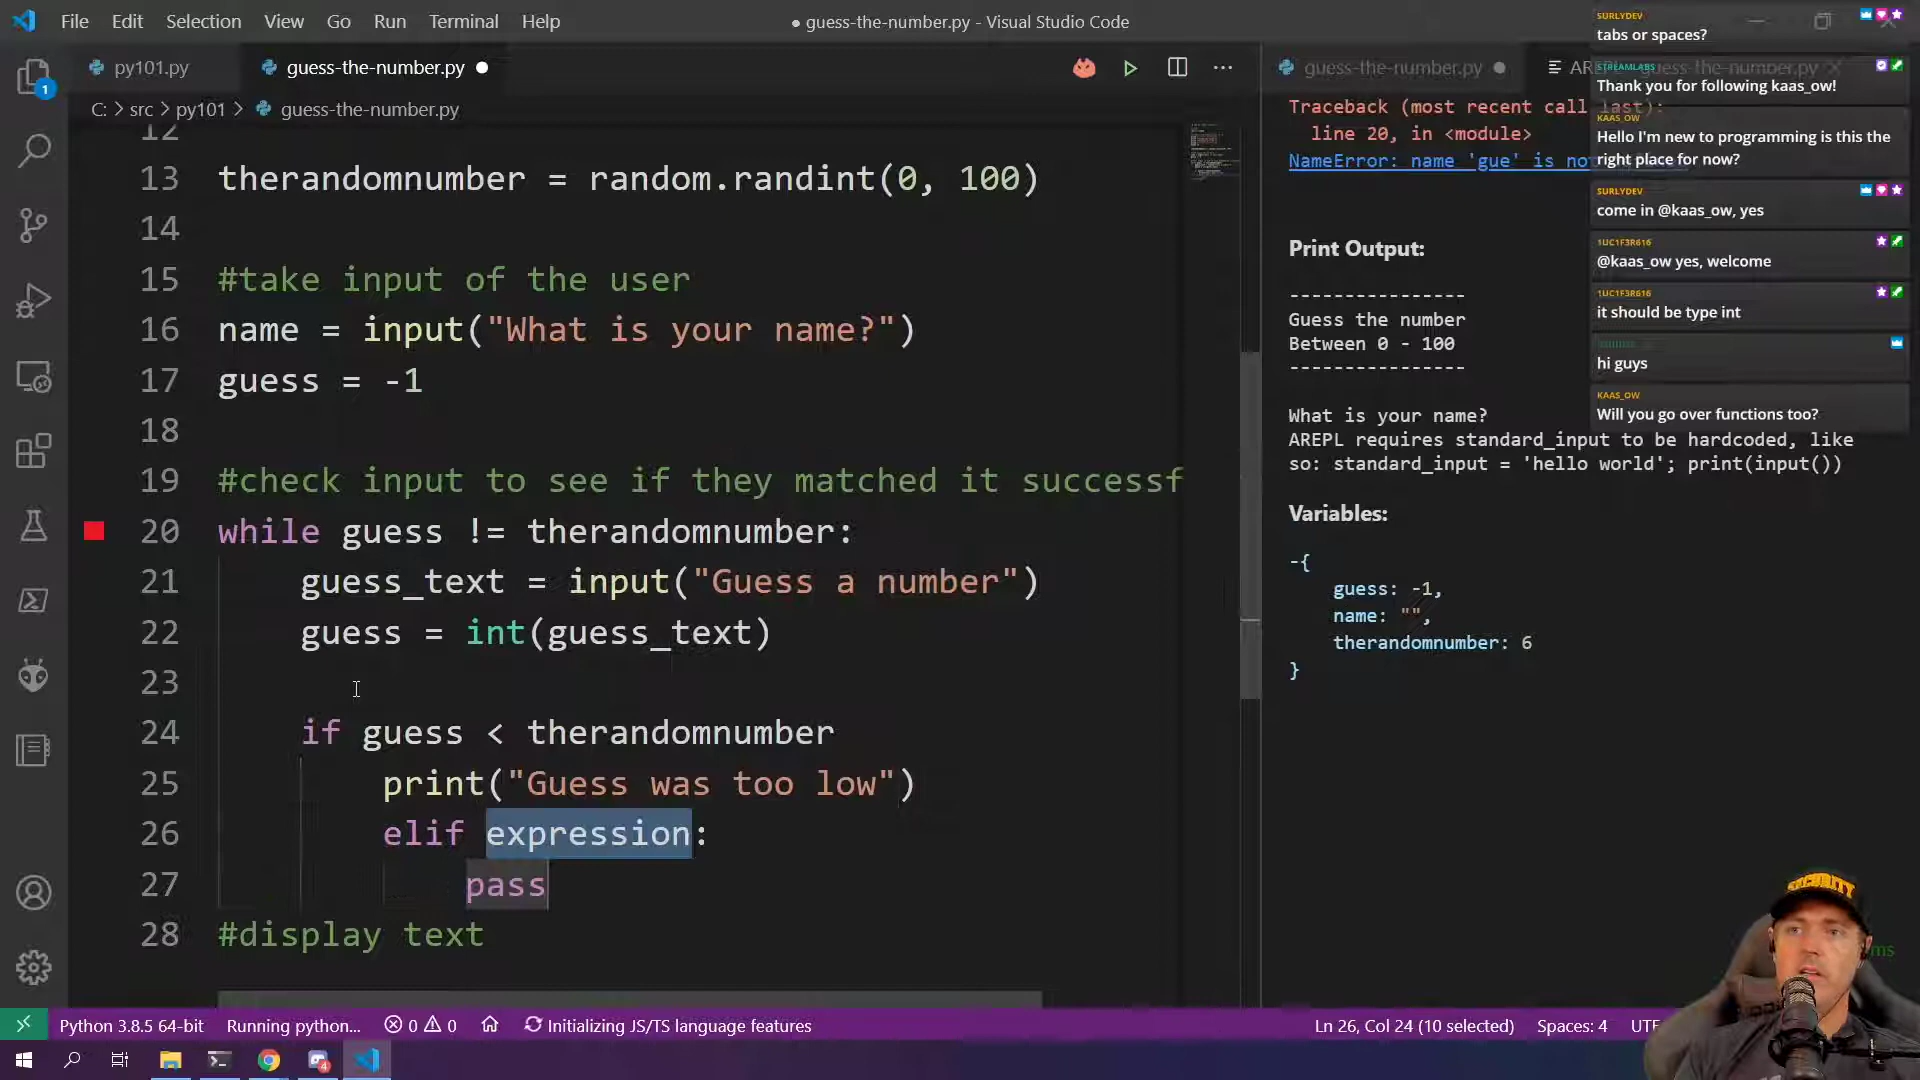 File Edit Selection View Go Run Terminal Help
● guess-the-number.py - Visual Studio Code
py101.py
guess-the-number.py ●
C: > src > py101 > guess-the-number.py
12
13 therandomnumber = random.randint(0, 100)
14
15 #take input of the user
16 name = input("What is your name?")
17 guess = -1
18
19 #check input to see if they matched it successf
20 while guess != therandomnumber:
21 guess_text = input("Guess a number")
22 guess = int(guess_text)
23
24 if guess < therandomnumber
25 print("Guess was too low")
26 elif expression:
27 pass
28 #display text
1
guess-the-number.py ●
guess-the-number.py
Traceback (most recent call last):
line 20, in <module>
NameError: name 'gue' is no
Print Output:
----------------
Guess the number
Between 0 - 100
----------------
What is your name?
AREPL requires standard_input to be hardcoded, like
so: standard_input = 'hello world'; print(input())
Variables:
-{
guess: -1,
name: "",
therandomnumber: 6
}
SURLYDEV
tabs or spaces?
STREAMLABS
Thank you for following kaas_ow!
KAAS_OW
Hello I'm new to programming is this the
right place for now?
SURLYDEV
come in @kaas_ow, yes
1UC1F3R616
@kaas_ow yes, welcome
1UC1F3R616
it should be type int
hi guys
KAAS_OW
Will you go over functions too?
SECURITY
ms
Python 3.8.5 64-bit Running python... 0 0 Initializing JS/TS language features
Ln 26, Col 24 (10 selected) Spaces: 4 UTF
4